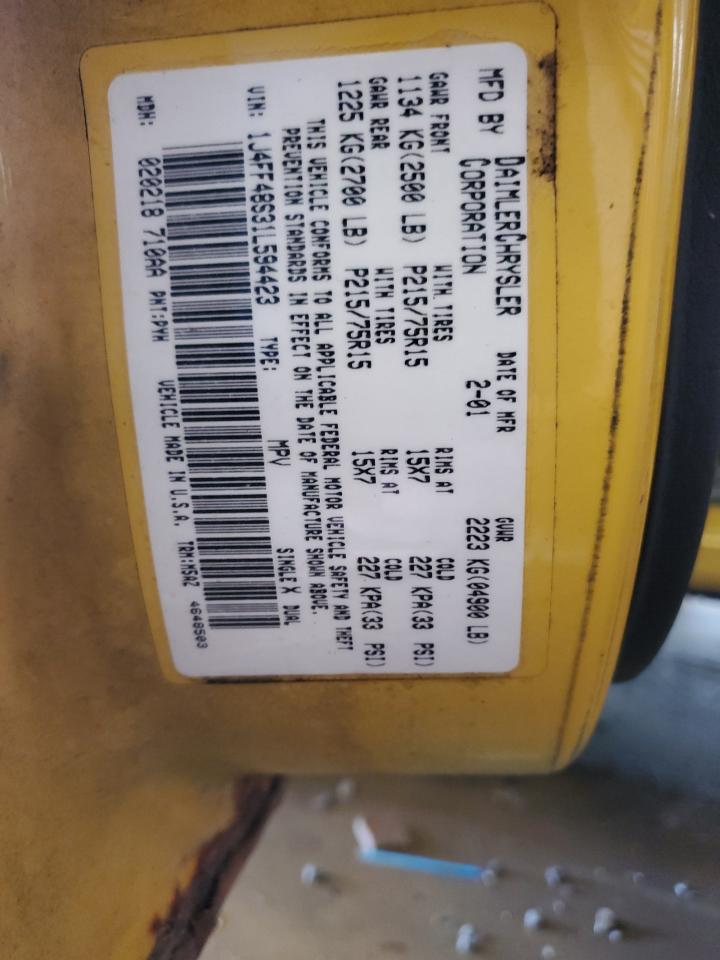 MFD BY DAIMLERCHRYSLER CORPORATION DATE OF MFR 2-01 GVWR 2223 KG(04900 LB)
GAWR FRONT WITH TIRES RIMS AT COLD
1134 KG(2500 LB) P215/75R15 15X7 227 KPA(33 PSI)
GAWR REAR WITH TIRES RIMS AT COLD
1225 KG(2700 LB) P215/75R15 15X7 227 KPA(33 PSI)
THIS VEHICLE CONFORMS TO ALL APPLICABLE FEDERAL MOTOR VEHICLE SAFETY AND THEFT
PREVENTION STANDARDS IN EFFECT ON THE DATE OF MANUFACTURE SHOWN ABOVE.
VIN: 1J4FF48S31L594423 TYPE: MPV SINGLE X DUAL
MDH: 020218 710AA PNT:PYH VEHICLE MADE IN U.S.A. TRM:MSAZ 4648503